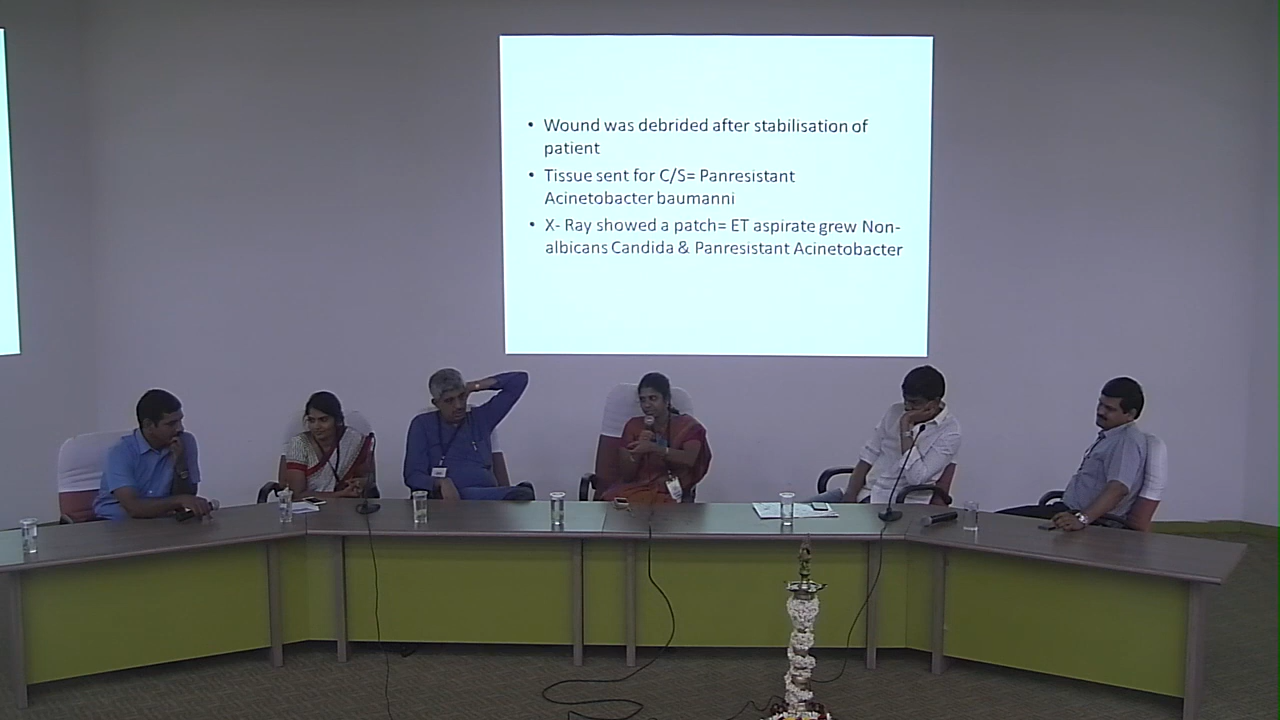 • Wound was debrided after stabilisation of
patient
• Tissue sent for C/S= Panresistant
Acinetobacter baumanni
• X- Ray showed a patch= ET aspirate grew Non-
albicans Candida & Panresistant Acinetobacter